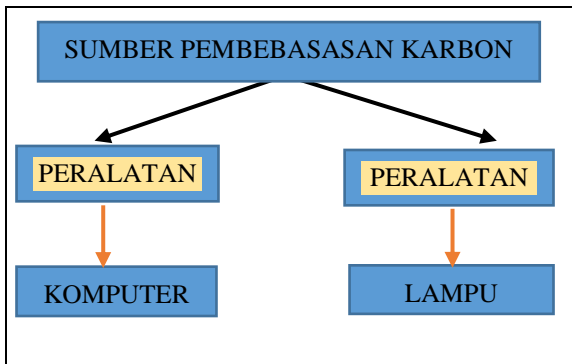 SUMBER PEMBEBASASAN KARBON
PERALATAN
PERALATAN
KOMPUTER
LAMPU